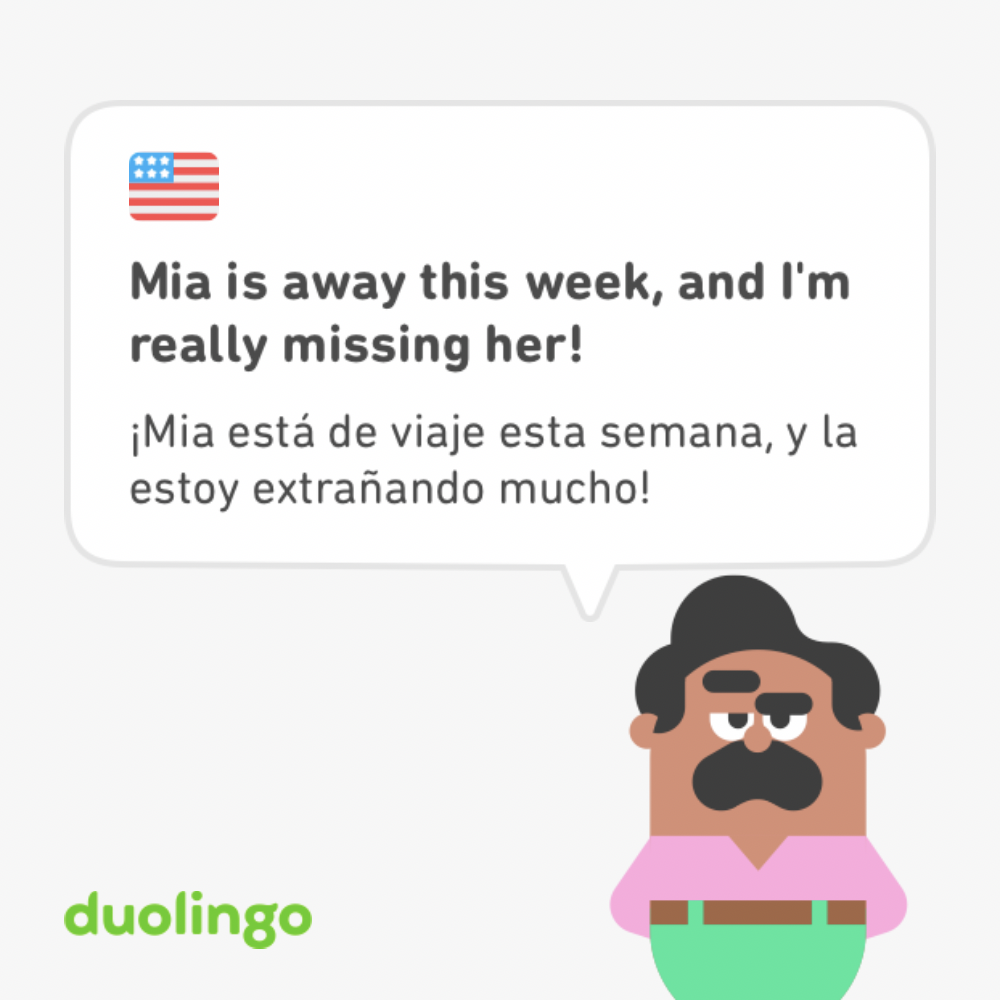 Mia is away this week, and I'm
really missing her!
¡Mia está de viaje esta semana, y la
estoy extrañando mucho!
duolingo